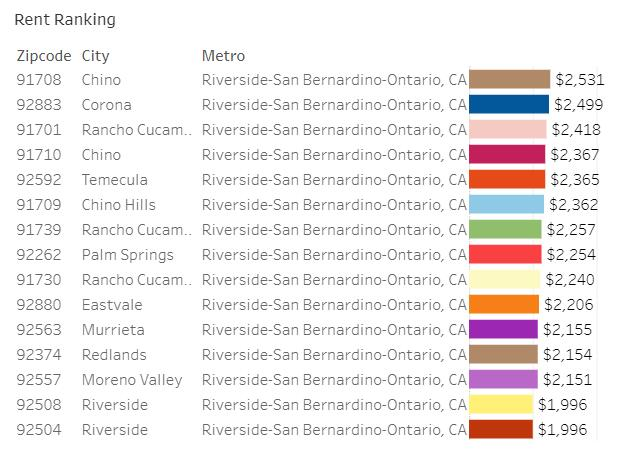 Rent Ranking
Zipcode City Metro
91708 Chino Riverside-San Bernardino-Ontario, CA $2,531
92883 Corona Riverside-San Bernardino-Ontario, CA $2,499
91701 Rancho Cucam.. Riverside-San Bernardino-Ontario, CA $2,418
91710 Chino Riverside-San Bernardino-Ontario, CA $2,367
92592 Temecula Riverside-San Bernardino-Ontario, CA $2,365
91709 Chino Hills Riverside-San Bernardino-Ontario, CA $2,362
91739 Rancho Cucam.. Riverside-San Bernardino-Ontario, CA $2,257
92262 Palm Springs Riverside-San Bernardino-Ontario, CA $2,254
91730 Rancho Cucam.. Riverside-San Bernardino-Ontario, CA $2,240
92880 Eastvale Riverside-San Bernardino-Ontario, CA $2,206
92563 Murrieta Riverside-San Bernardino-Ontario, CA $2,155
92374 Redlands Riverside-San Bernardino-Ontario, CA $2,154
92557 Moreno Valley Riverside-San Bernardino-Ontario, CA $2,151
92508 Riverside Riverside-San Bernardino-Ontario, CA $1,996
92504 Riverside Riverside-San Bernardino-Ontario, CA $1,996